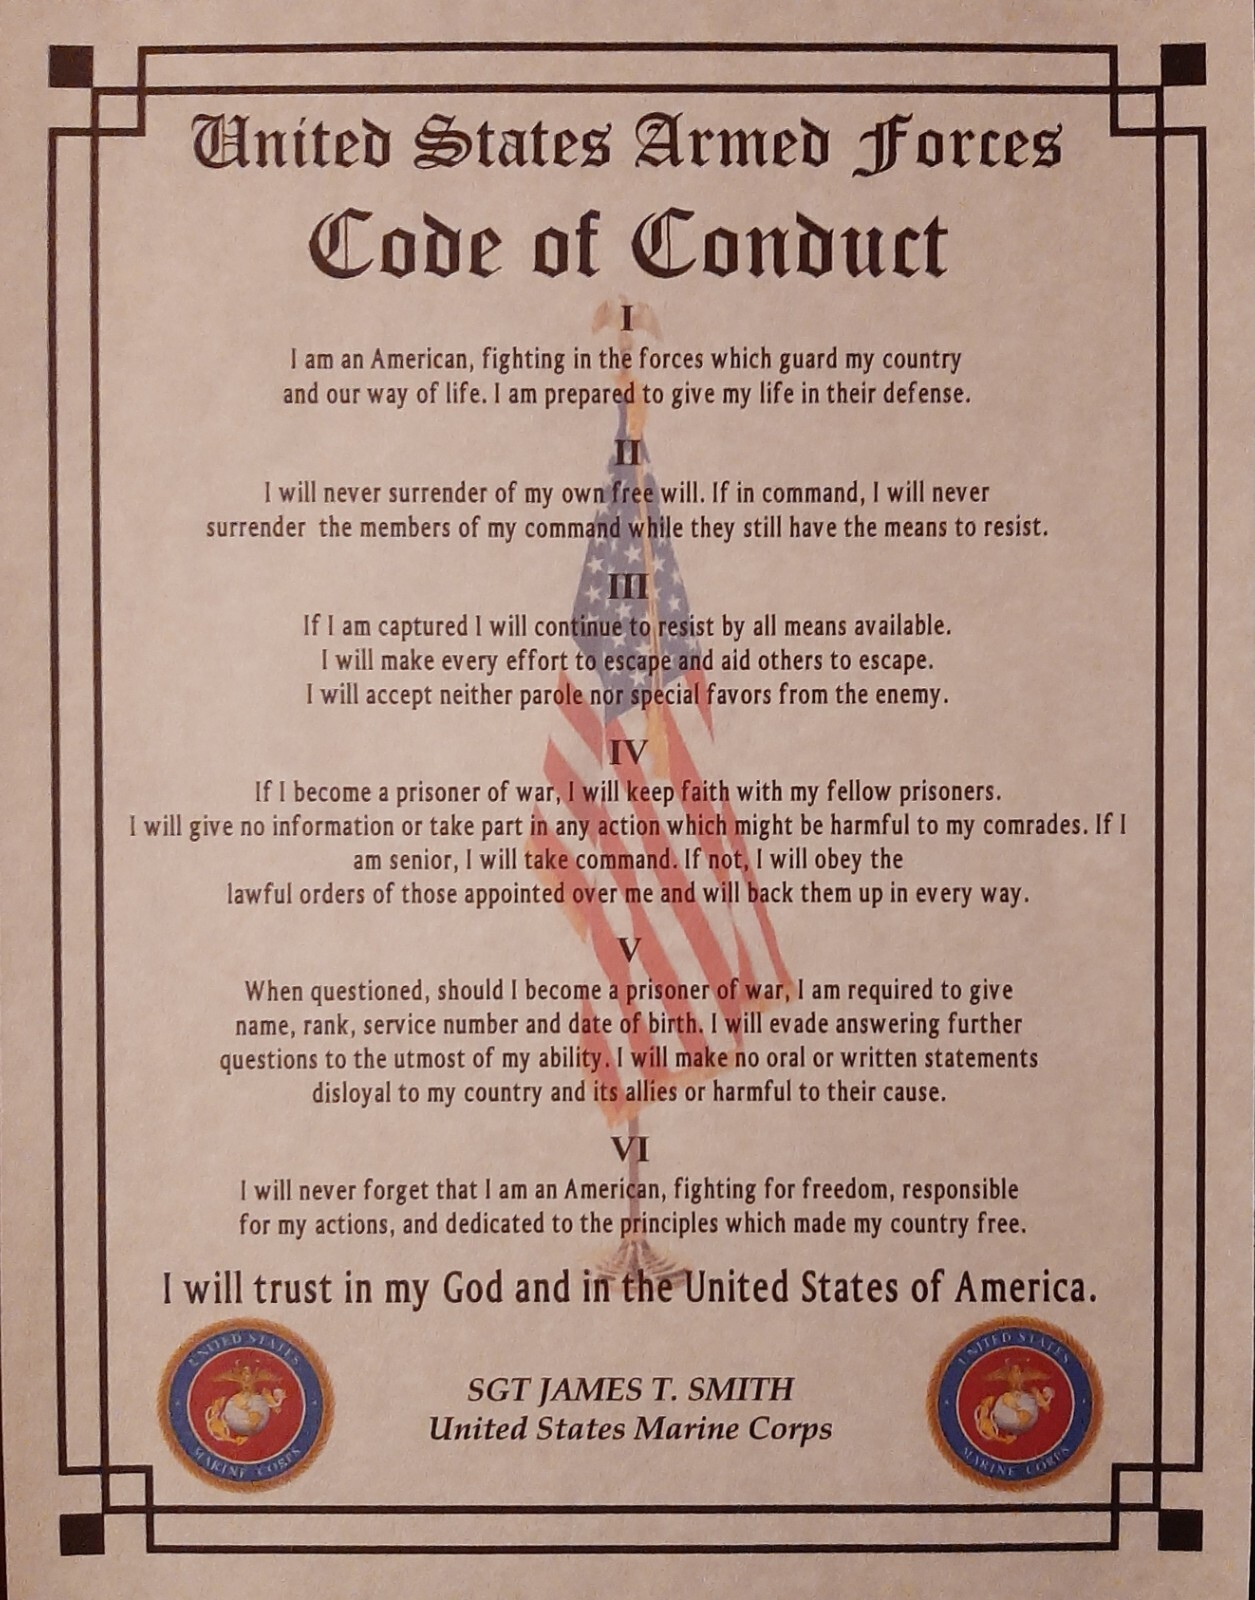 United States Armed Forces
Code of Conduct
I
I am an American, fighting in the forces which guard my country
and our way of life. I am prepared to give my life in their defense.
II
I will never surrender of my own free will. If in command, I will never
surrender the members of my command while they still have the means to resist.
III
If I am captured I will continue to resist by all means available.
I will make every effort to escape and aid others to escape.
I will accept neither parole nor special favors from the enemy.
IV
If I become a prisoner of war, I will keep faith with my fellow prisoners.
I will give no information or take part in any action which might be harmful to my comrades. If I
am senior, I will take command. If not, I will obey the
lawful orders of those appointed over me and will back them up in every way.
V
When questioned, should I become a prisoner of war, I am required to give
name, rank, service number and date of birth. I will evade answering further
questions to the utmost of my ability. I will make no oral or written statements
disloyal to my country and its allies or harmful to their cause.
VI
I will never forget that I am an American, fighting for freedom, responsible
for my actions, and dedicated to the principles which made my country free.
I will trust in my God and in the United States of America.
UNITED STATES
MARINE CORPS
SGT JAMES T. SMITH
United States Marine Corps
UNITED STATES
MARINE CORPS